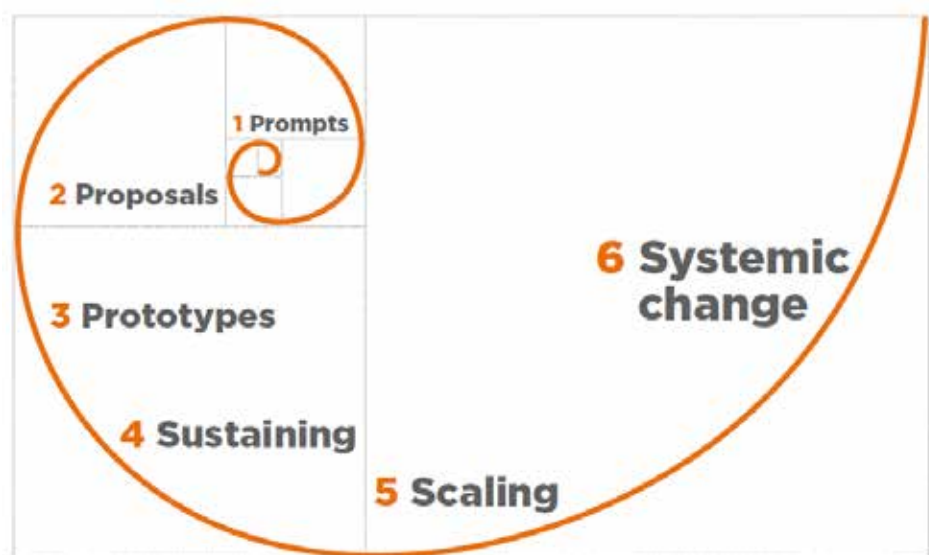 1 Prompts
2 Proposals
3 Prototypes
4 Sustaining
5 Scaling
6 Systemic
change